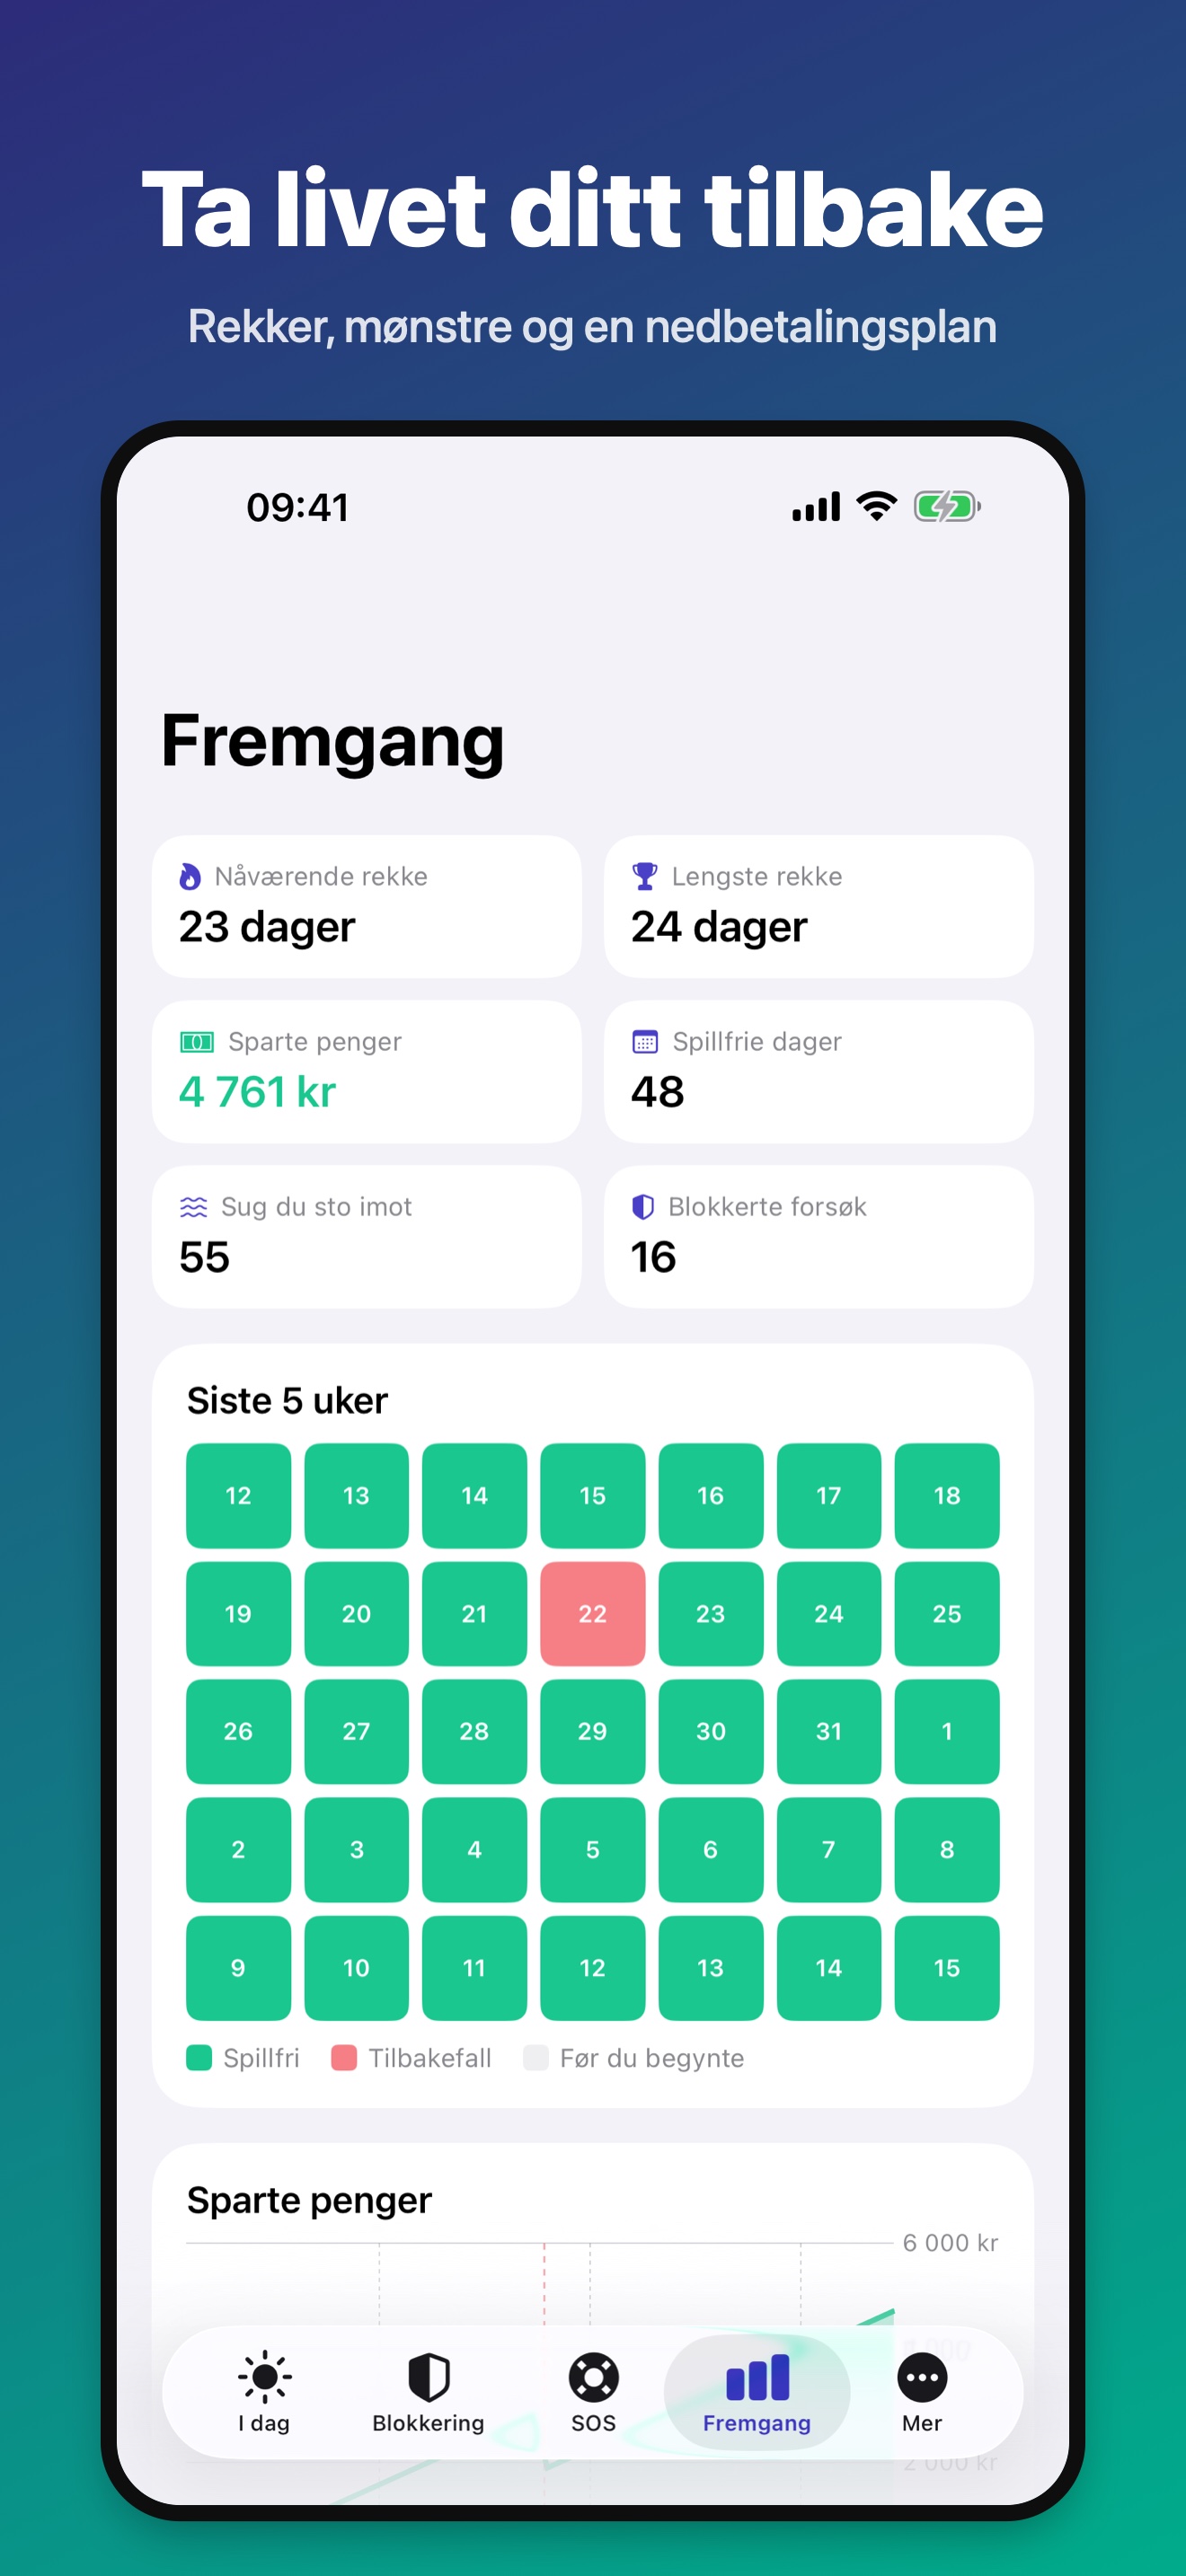 Ta livet ditt tilbake
Rekker, mønstre og en nedbetalingsplan
09:41
Fremgang
Nåværende rekke
23 dager
Lengste rekke
24 dager
Sparte penger
4 761 kr
Spillfrie dager
48
Sug du sto imot
55
Blokkerte forsøk
16
Siste 5 uker
12 13 14 15 16 17 18
19 20 21 22 23 24 25
26 27 28 29 30 31 1
2 3 4 5 6 7 8
9 10 11 12 13 14 15
Spillfri Tilbakefall Før du begynte
Sparte penger
6 000 kr
I dag Blokkering SOS Fremgang Mer
2 000 kr